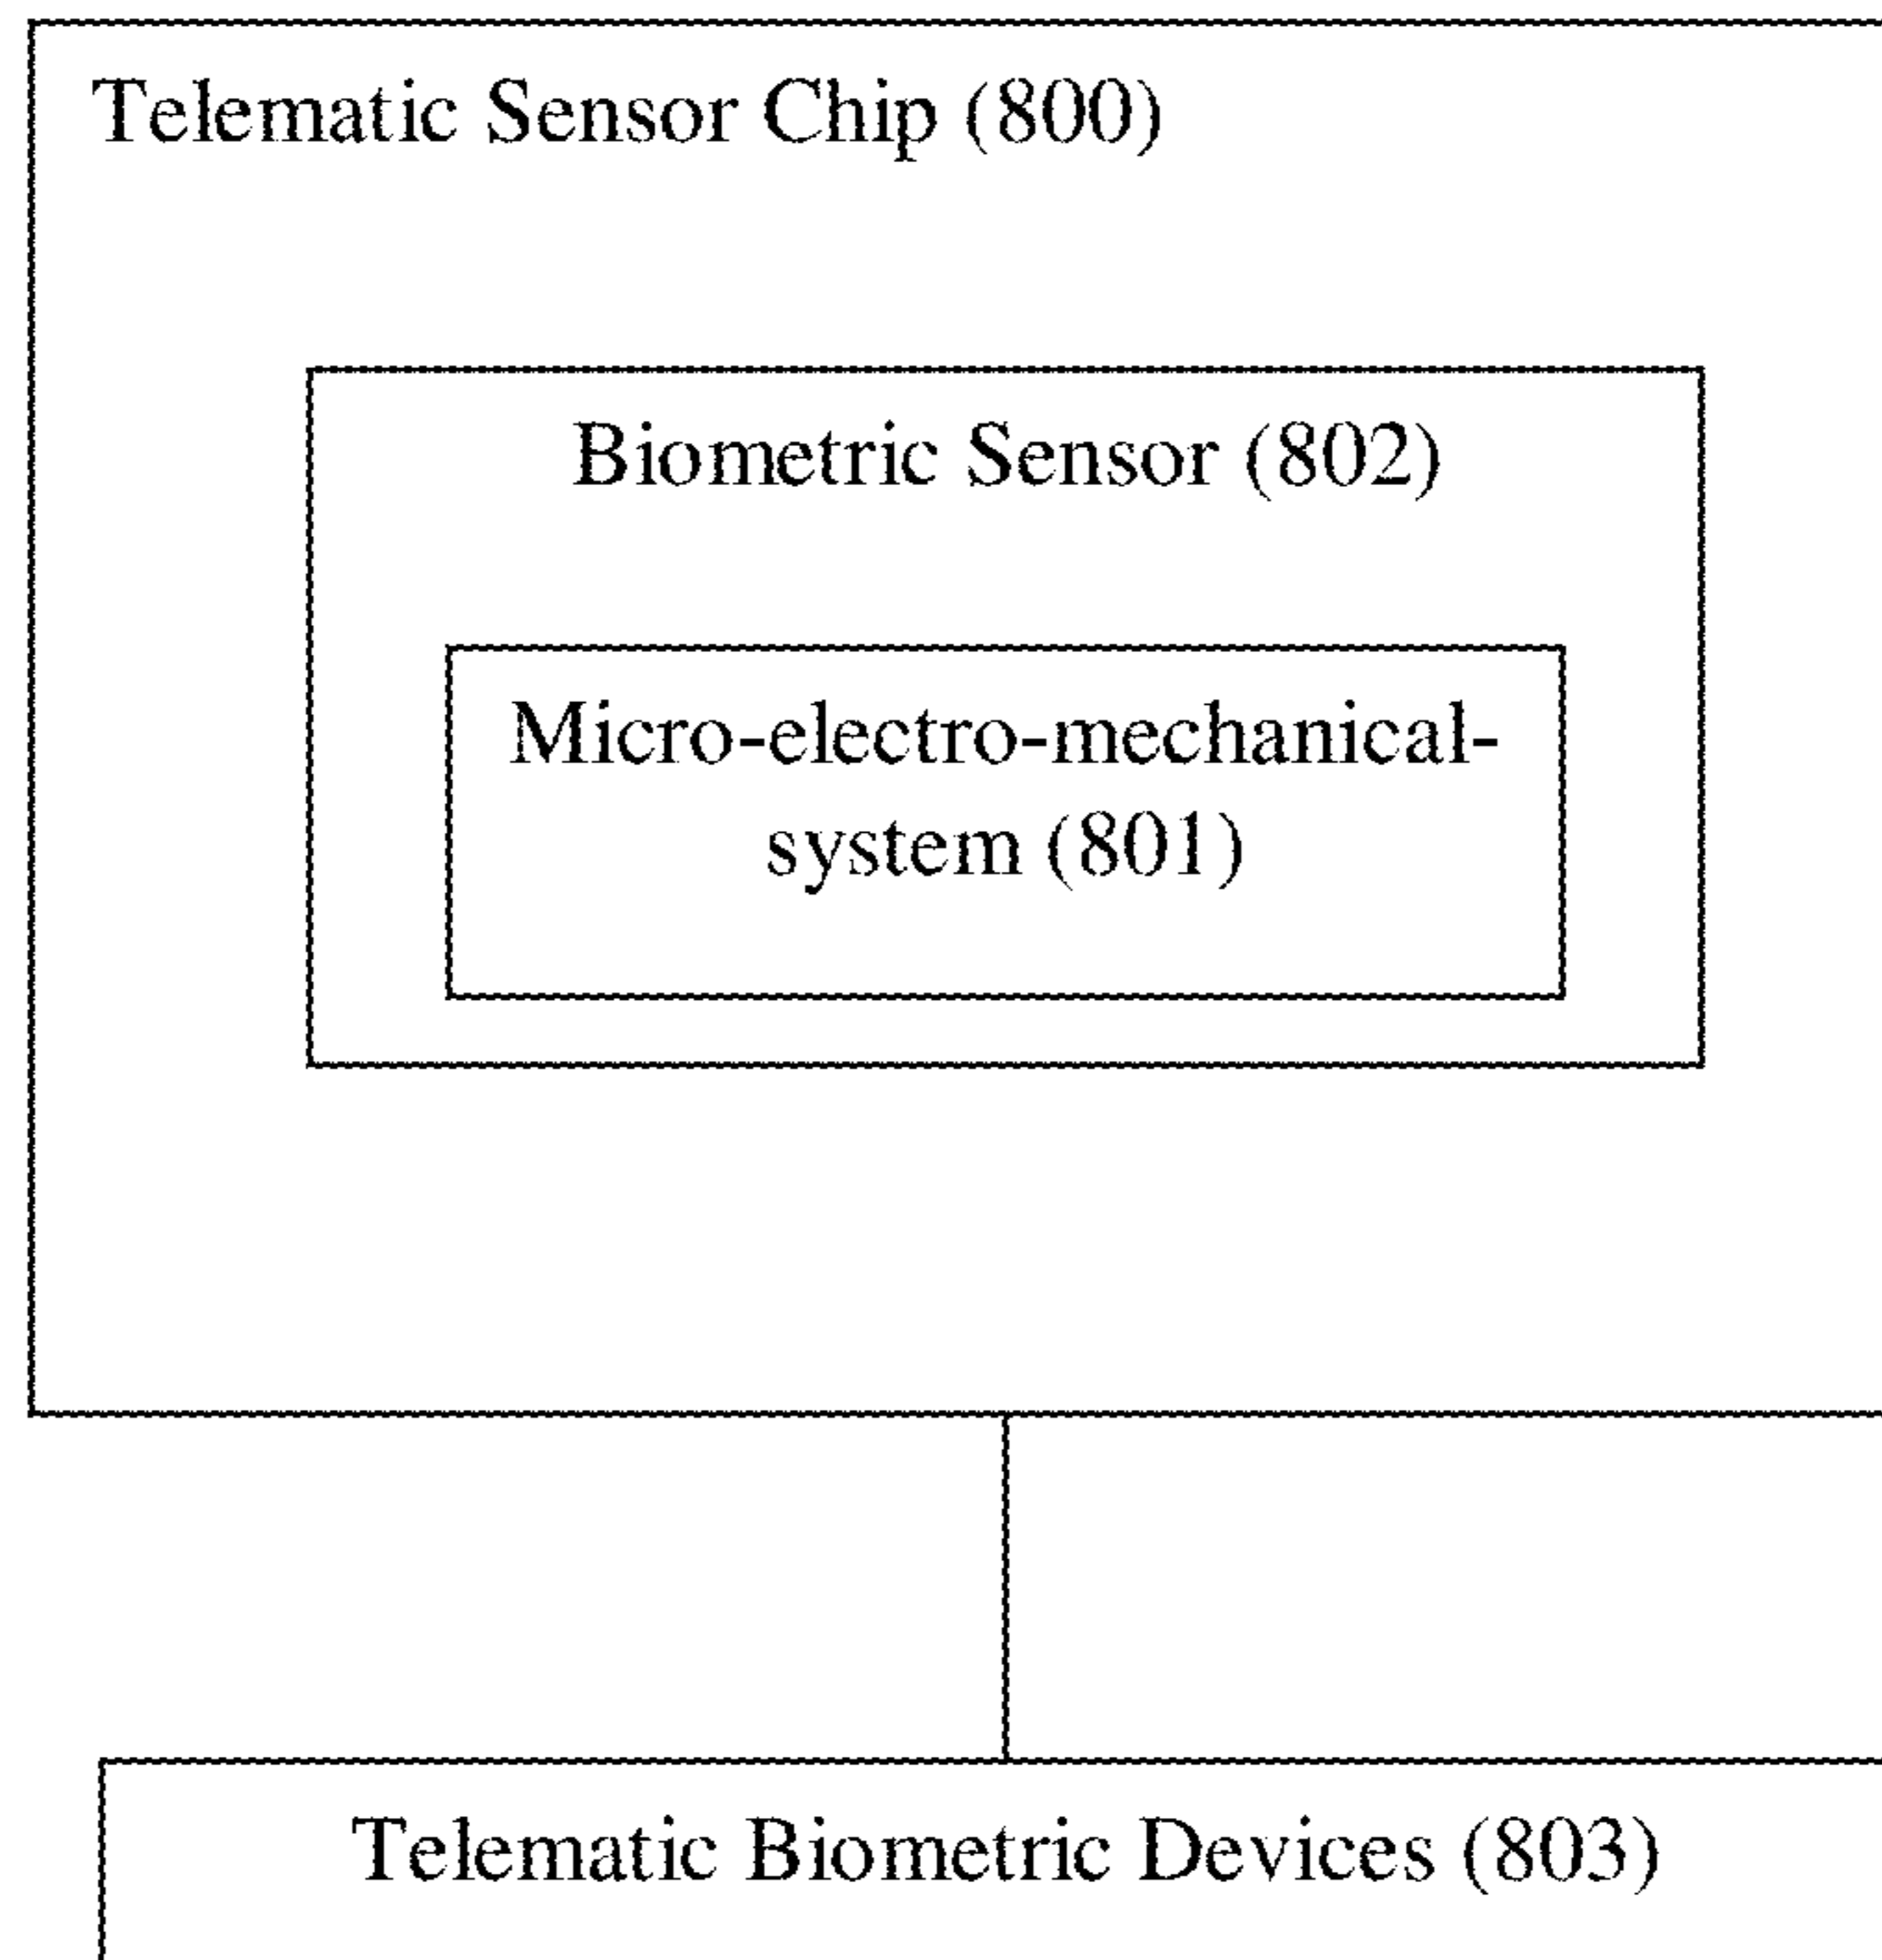 Telematic Sensor Chip (800)
Biometric Sensor (802)
Micro-electro-mechanical-
system (801)
Telematic Biometric Devices (803)